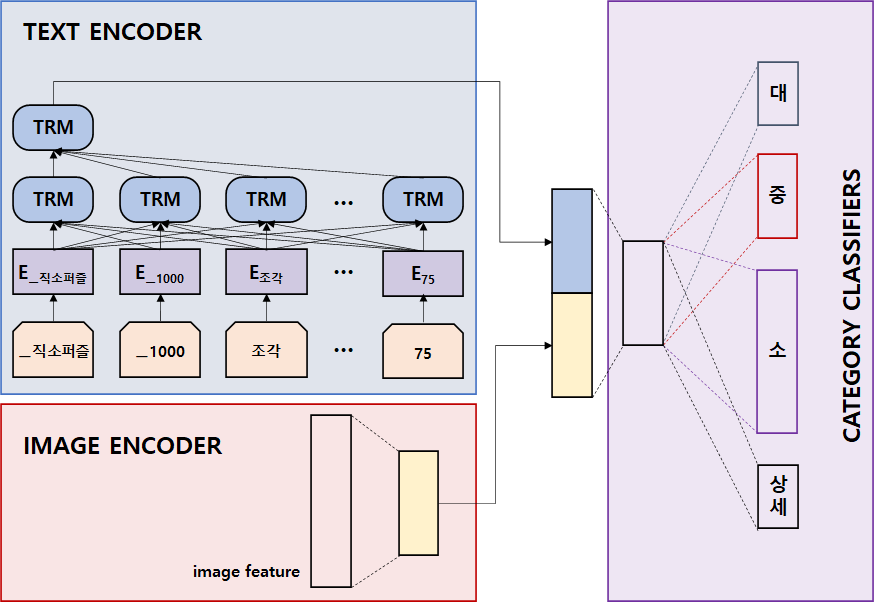 TEXT ENCODER
TRM
TRM TRM TRM ... TRM
E_직소퍼즐 E_1000 E조각 ... E75
_직소퍼즐 _1000 조각 ... 75
IMAGE ENCODER
image feature
대
중
소
상
세
CATEGORY CLASSIFIERS